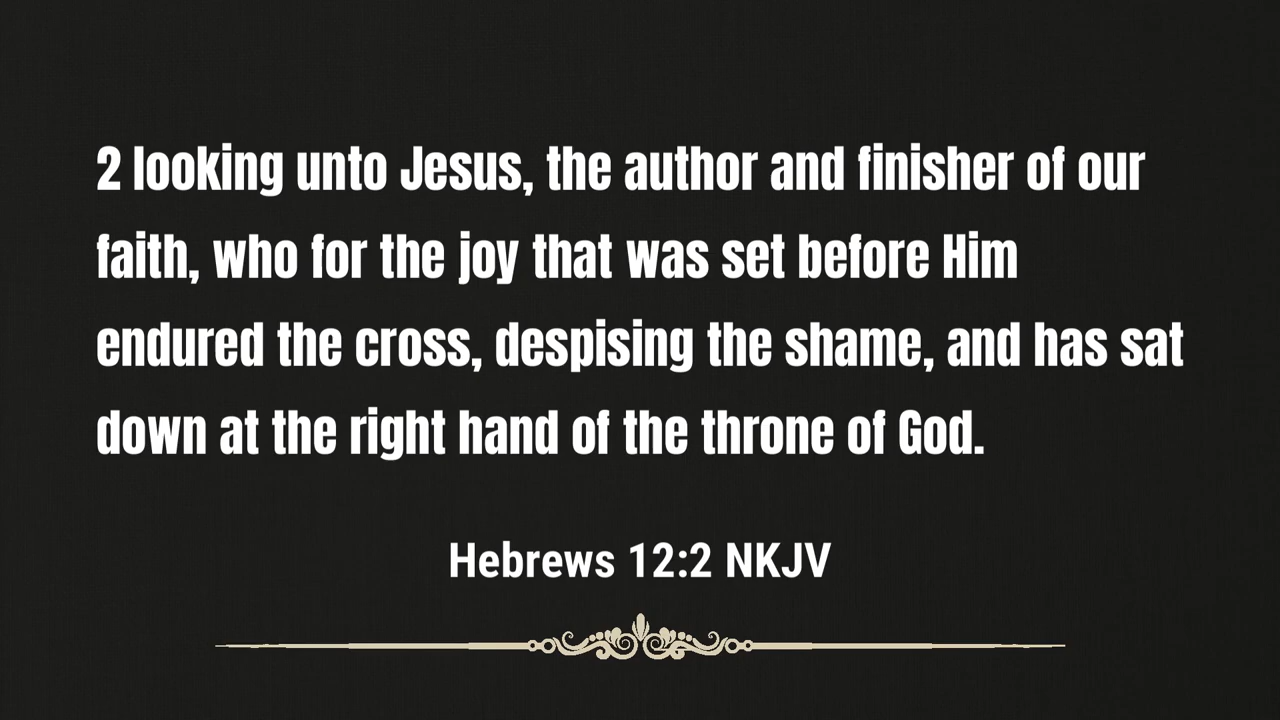 2 looking unto Jesus, the author and finisher of our
faith, who for the joy that was set before Him
endured the cross, despising the shame, and has sat
down at the right hand of the throne of God.
Hebrews 12:2 NKJV